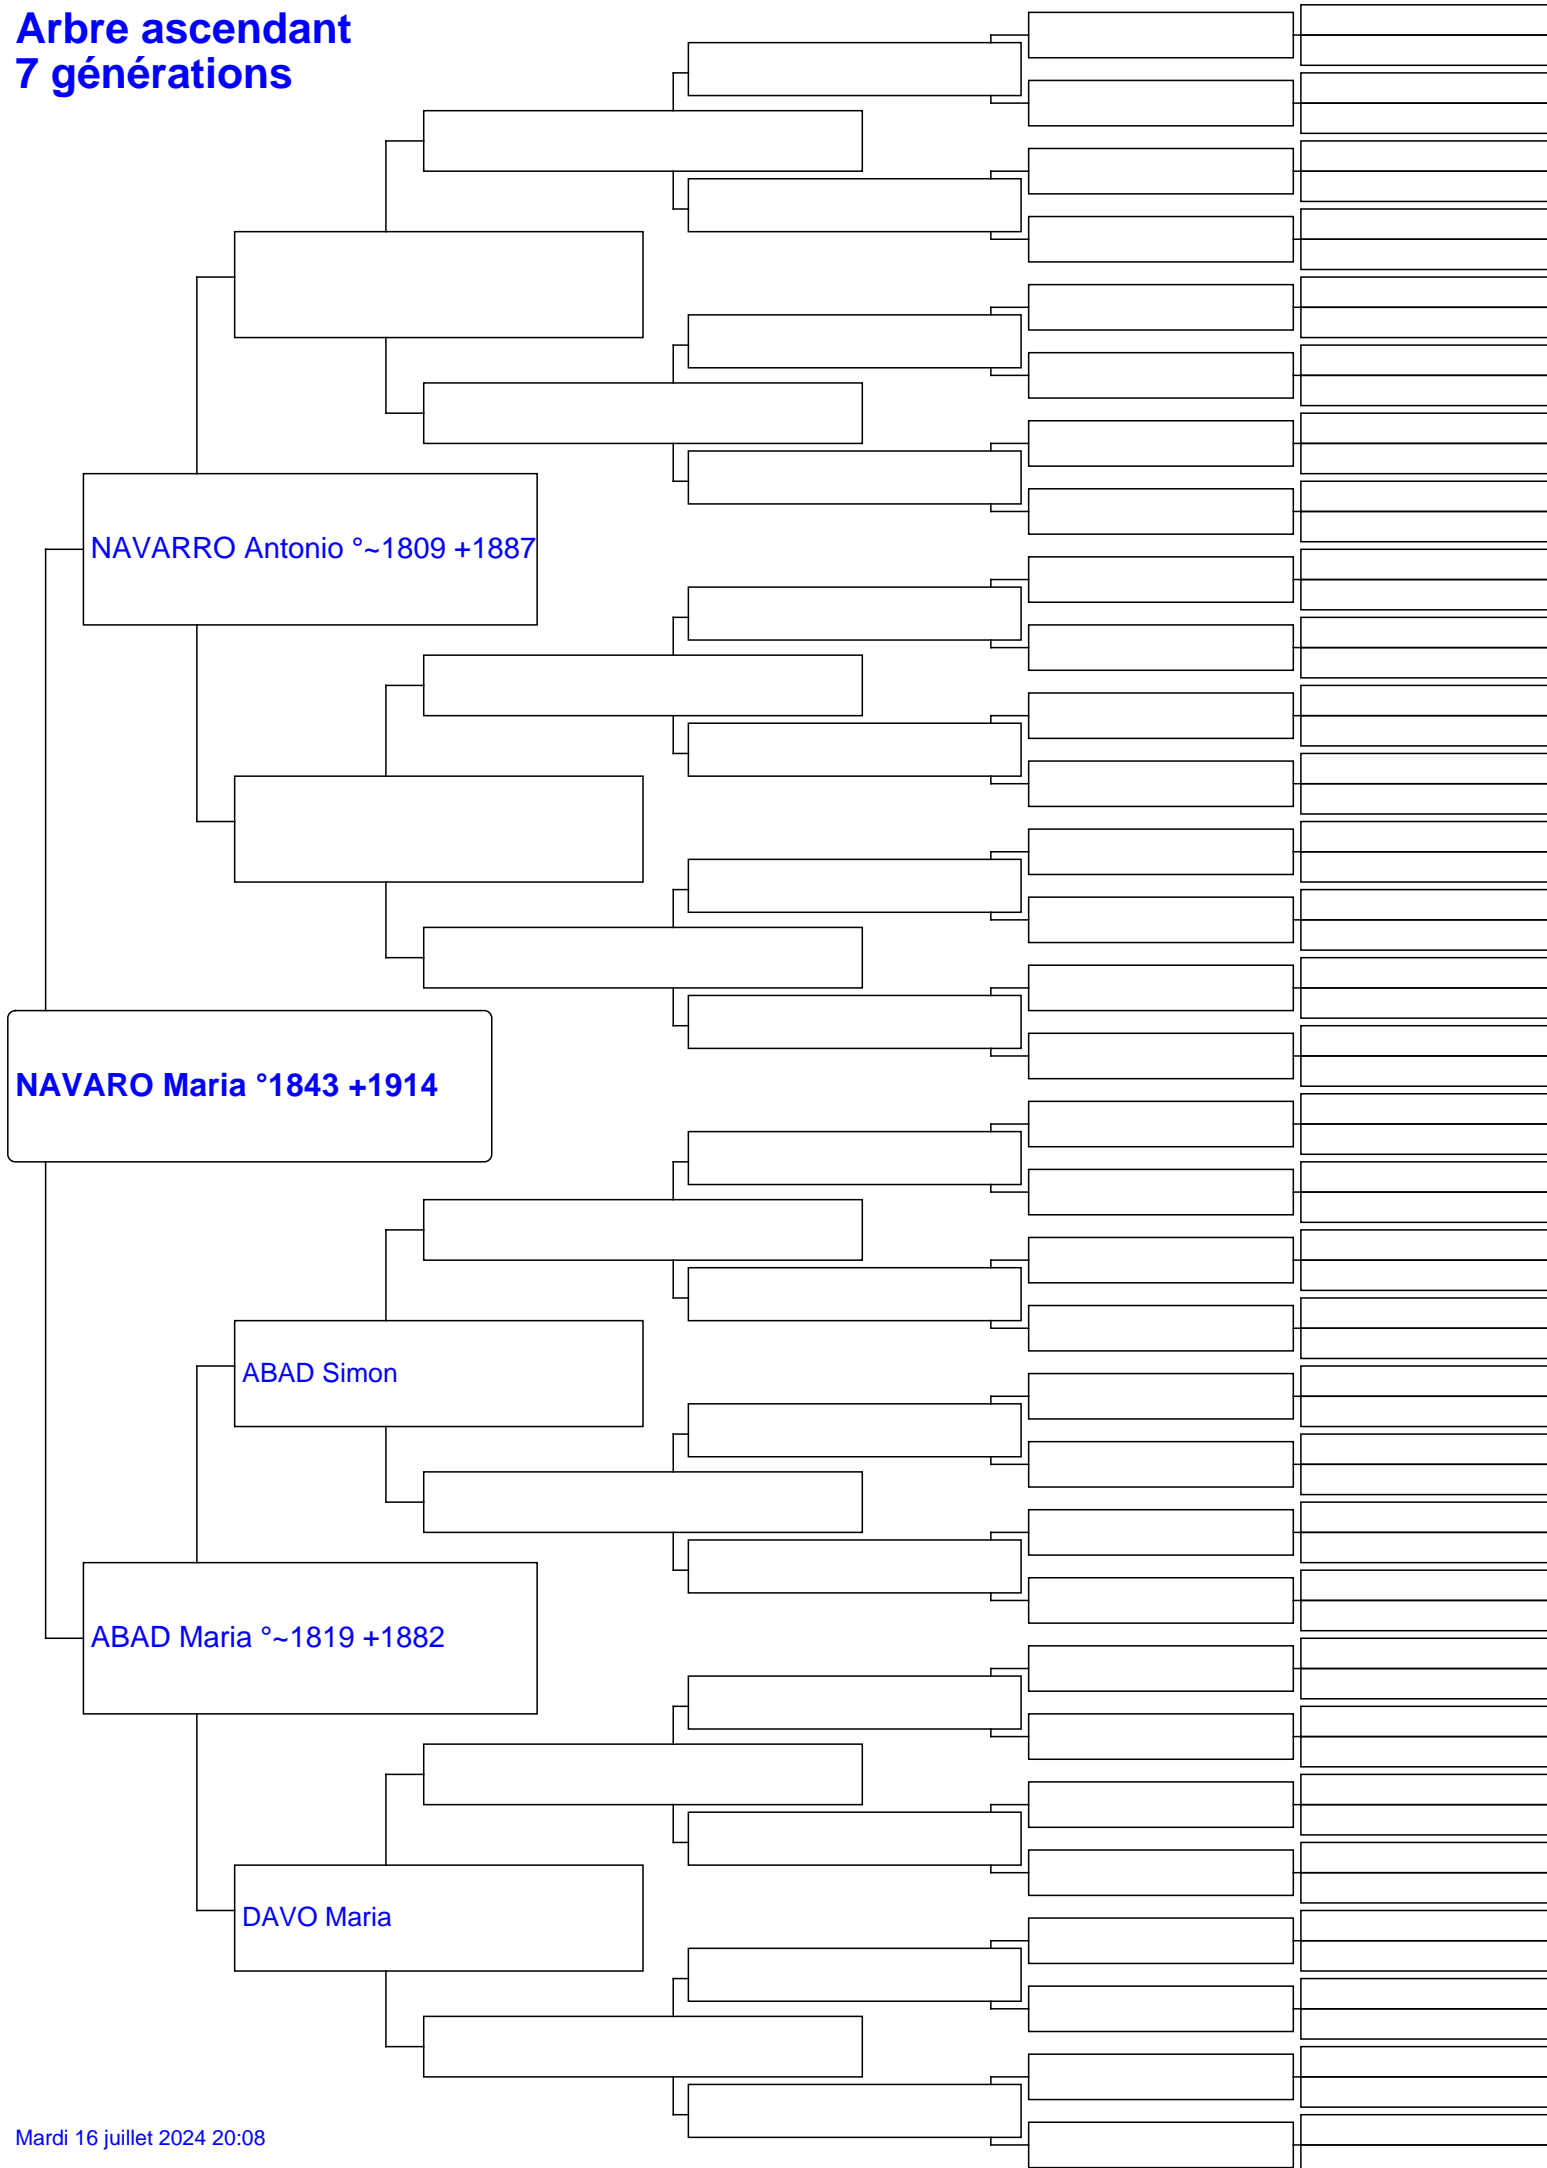 Arbre ascendant
7 générations
NAVARRO Antonio °~1809 +1887
NAVARO Maria °1843 +1914
ABAD Simon
ABAD Maria °~1819 +1882
DAVO Maria
Mardi 16 juillet 2024 20:08